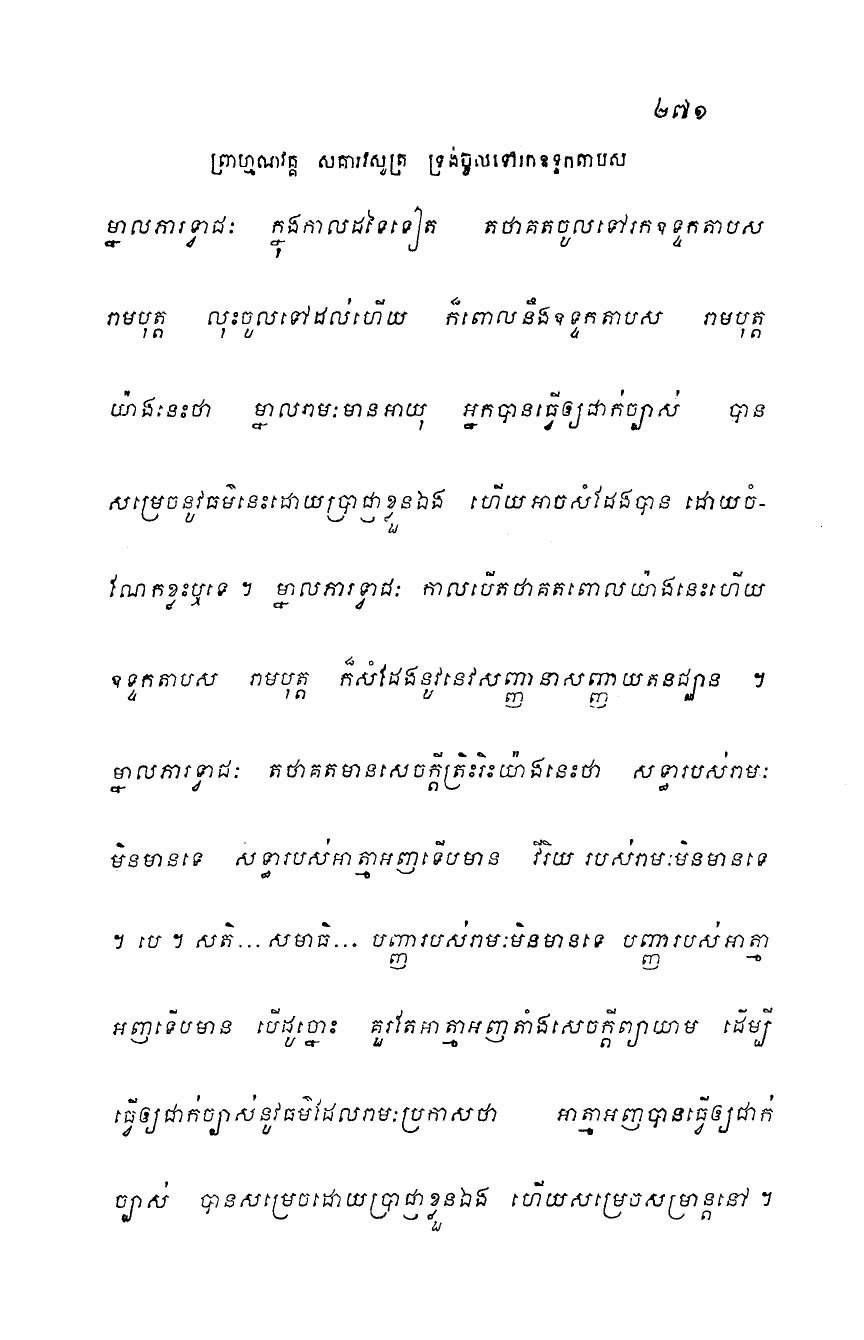 ២៧១
ព្រាហ្មណវគ្គ សគារវសូត្រ ទ្រង់ចូលទៅរកឧទ្ទកតាបស
ម្នាលភារទ្វាជៈ ក្នុងកាលដទៃទៀត តថាគតចូលទៅរកឧទ្ទកតាបស
រាមបុត្ត លុះចូលទៅដល់ហើយ ក៏ពោលនឹងឧទ្ទកតាបស រាមបុត្ត
យ៉ាងនេះថា ម្នាលរាមៈមានអាយុ អ្នកបានធ្វើឲ្យជាក់ច្បាស់ បាន
សម្រេចនូវធម៌នេះដោយប្រាជ្ញាខ្លួនឯង ហើយអាចសំដែងបាន ដោយចំ-
ណែកខ្លះឬទេ ។ ម្នាលភារទ្វាជៈ កាលបើតថាគតពោលយ៉ាងនេះហើយ
ឧទ្ទកតាបស រាមបុត្ត ក៏សំដែងនូវនេវសញ្ញានាសញ្ញាយតនជ្ឈាន ។
ម្នាលភារទ្វាជៈ តថាគតមានសេចក្តីត្រិះរិះយ៉ាងនេះថា សទ្ធារបស់រាមៈ
មិនមានទេ សទ្ធារបស់អាត្មាអញទើបមាន វីរិយ របស់រាមៈមិនមានទេ
។ បេ ។ សតិ... សមាធិ... បញ្ញារបស់រាមៈមិនមានទេ បញ្ញារបស់អាត្មា
អញទើបមាន បើដូច្នោះ គួរតែអាត្មាអញតាំងសេចក្តីព្យាយាម ដើម្បី
ធ្វើឲ្យជាក់ច្បាស់នូវធម៌ដែលរាមៈប្រកាសថា អាត្មាអញបានធ្វើឲ្យជាក់
ច្បាស់ បានសម្រេចដោយប្រាជ្ញាខ្លួនឯង ហើយសម្រេចសម្រាន្តនៅ ។